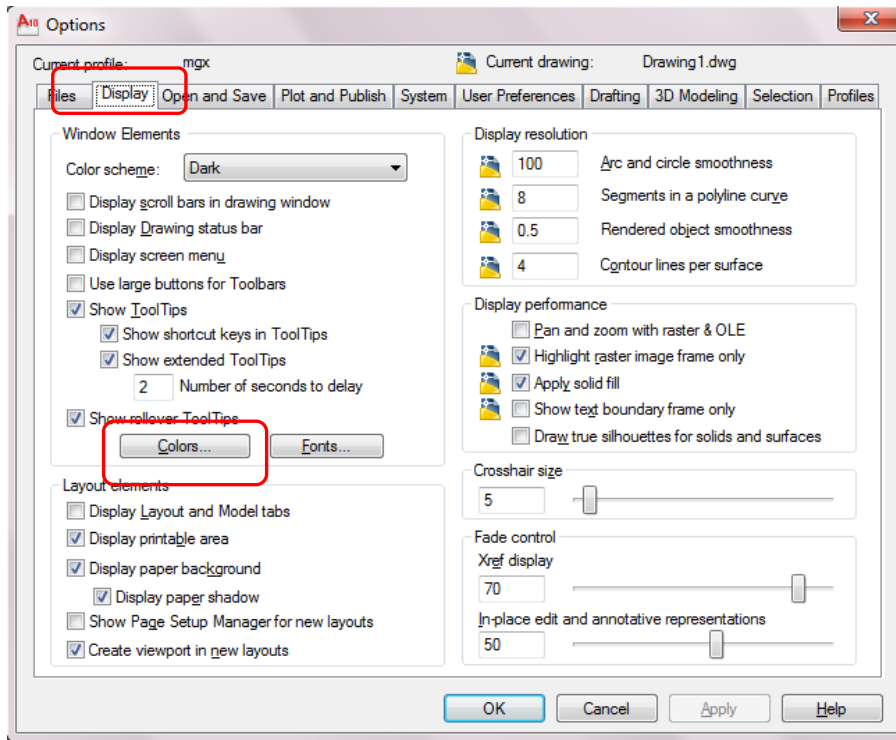 A10 Options
Current profile: mgx Current drawing: Drawing1.dwg
Files Display Open and Save Plot and Publish System User Preferences Drafting 3D Modeling Selection Profiles
Window Elements
Color scheme: Dark
Display scroll bars in drawing window
Display Drawing status bar
Display screen menu
Use large buttons for Toolbars
Show ToolTips
Show shortcut keys in ToolTips
Show extended ToolTips
2 Number of seconds to delay
Show rollover ToolTips
Colors... Fonts...
Layout elements
Display Layout and Model tabs
Display printable area
Display paper background
Display paper shadow
Show Page Setup Manager for new layouts
Create viewport in new layouts
Display resolution
100 Arc and circle smoothness
8 Segments in a polyline curve
0.5 Rendered object smoothness
4 Contour lines per surface
Display performance
Pan and zoom with raster & OLE
Highlight raster image frame only
Apply solid fill
Show text boundary frame only
Draw true silhouettes for solids and surfaces
Crosshair size
5
Fade control
Xref display
70
In-place edit and annotative representations
50
OK Cancel Apply Help